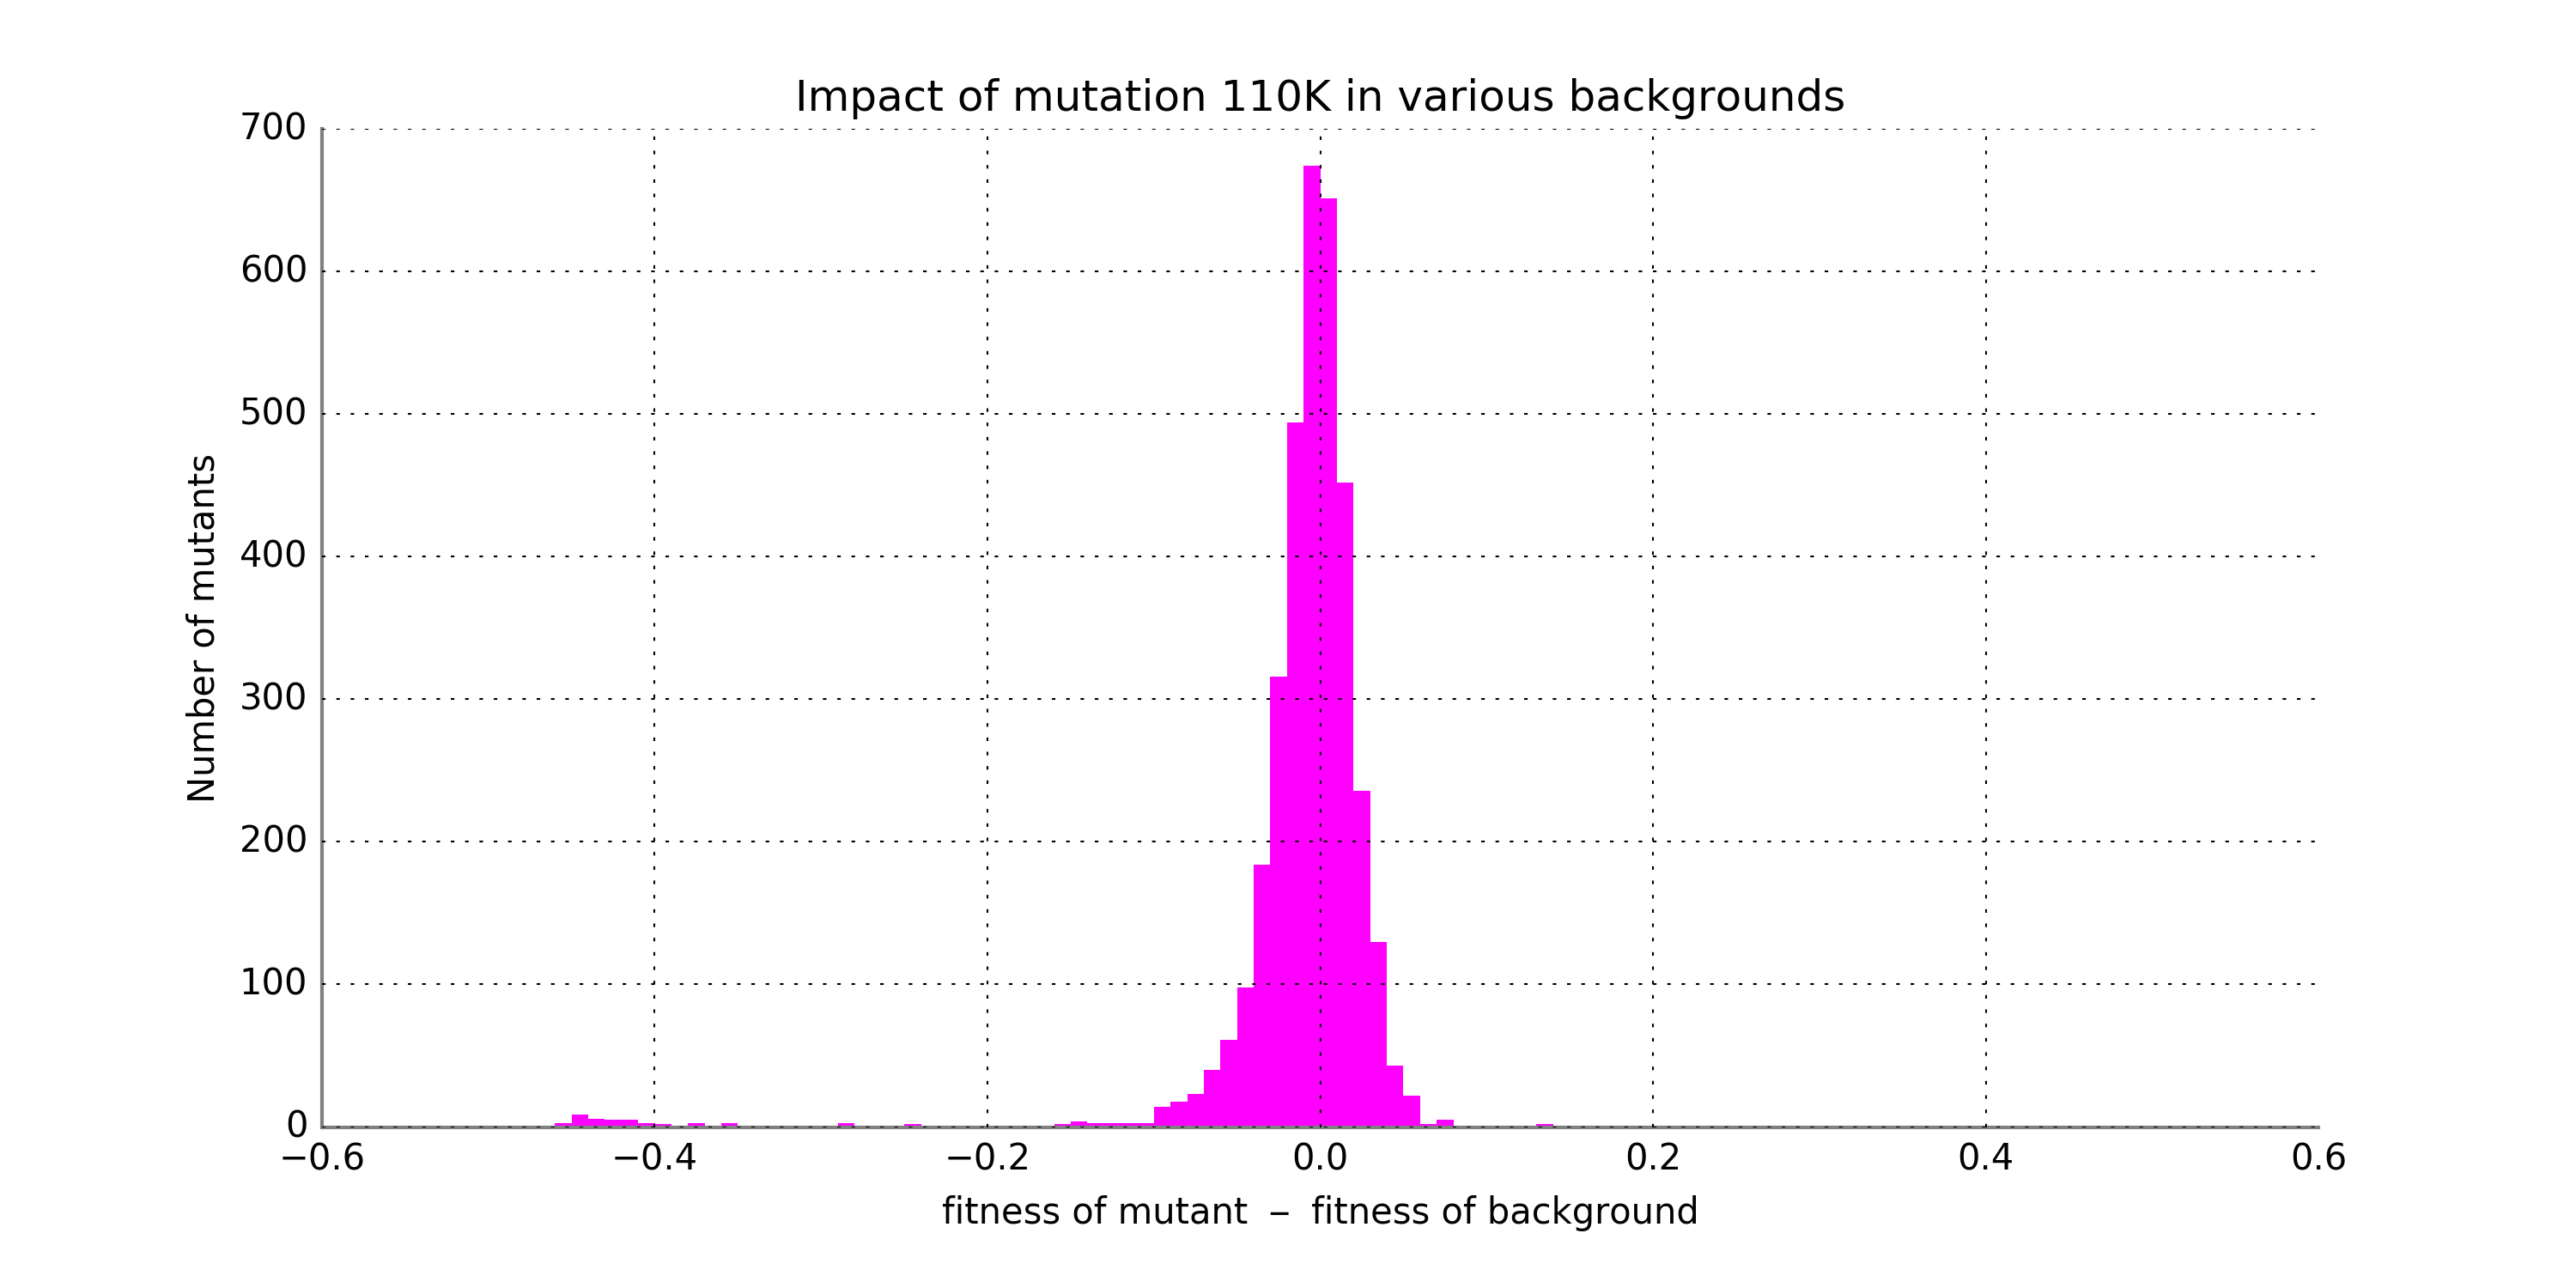 Impact of mutation 110K in various backgrounds
700
600
500
400
300
200
100
0
Number of mutants
−0.6 −0.4 −0.2 0.0 0.2 0.4 0.6
fitness of mutant − fitness of background